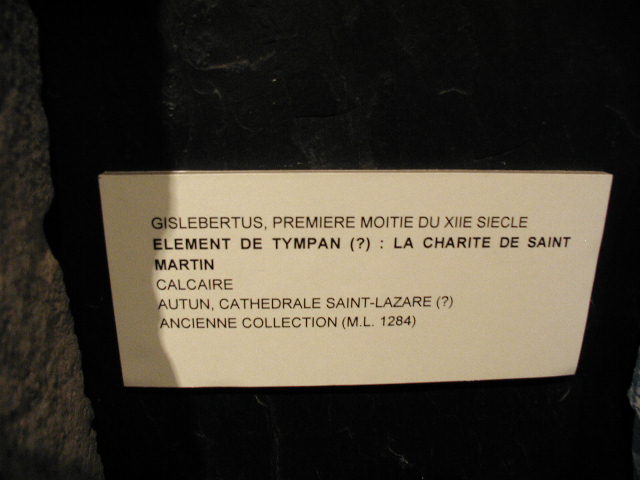 GISLEBERTUS, PREMIERE MOITIE DU XIIE SIECLE
ELEMENT DE TYMPAN (?) : LA CHARITE DE SAINT
MARTIN
CALCAIRE
AUTUN, CATHEDRALE SAINT-LAZARE (?)
ANCIENNE COLLECTION (M.L. 1284)